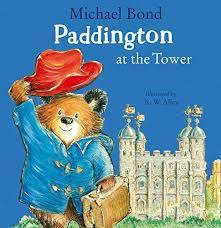 Michael Bond
Paddington
at the Tower
illustrated by
R. W. Alley